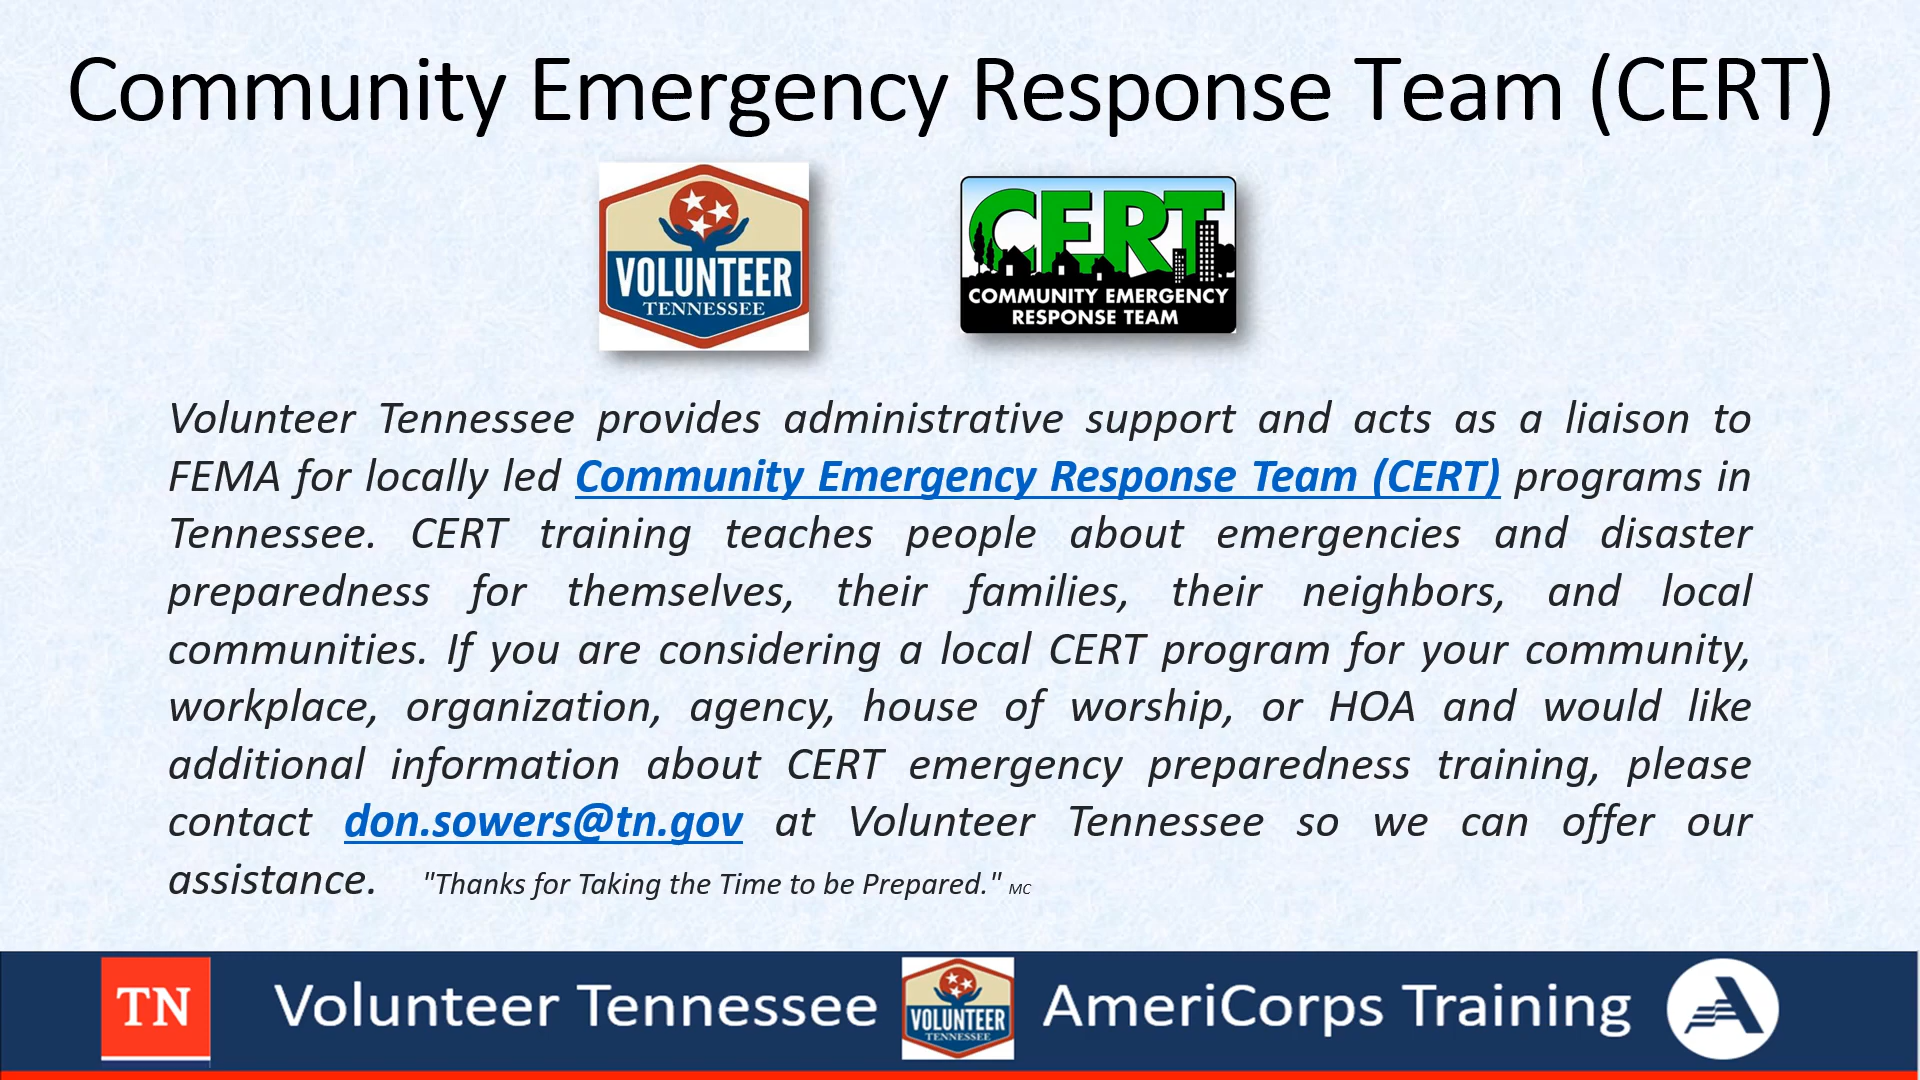 Community Emergency Response Team (CERT)
VOLUNTEER
TENNESSEE
CERT
COMMUNITY EMERGENCY
RESPONSE TEAM
Volunteer Tennessee provides administrative support and acts as a liaison to
FEMA for locally led Community Emergency Response Team (CERT) programs in
Tennessee. CERT training teaches people about emergencies and disaster
preparedness for themselves, their families, their neighbors, and local
communities. If you are considering a local CERT program for your community,
workplace, organization, agency, house of worship, or HOA and would like
additional information about CERT emergency preparedness training, please
contact don.sowers@tn.gov at Volunteer Tennessee so we can offer our
assistance. "Thanks for Taking the Time to be Prepared." MC
TN
Volunteer Tennessee
VOLUNTEER
TENNESSEE
AmeriCorps Training